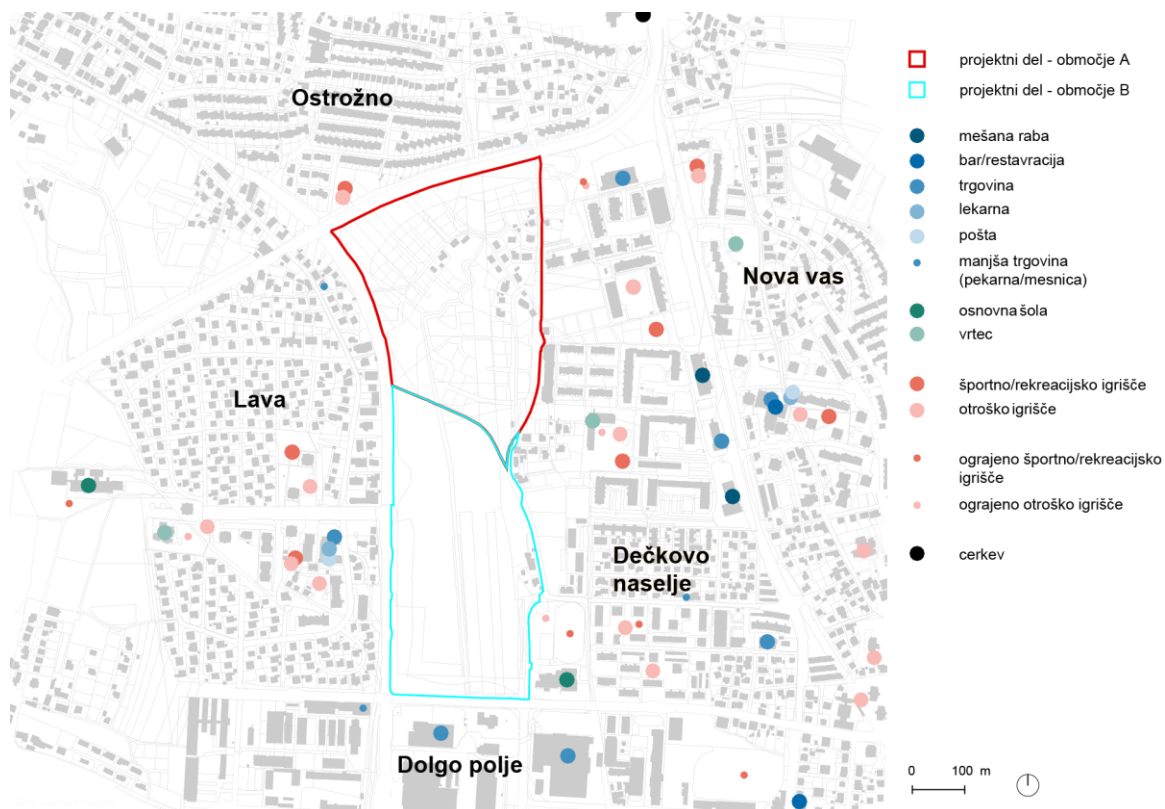 Ostrožno
Nova vas
Lava
Dečkovo
naselje
Dolgo polje
projektni del - območje A
projektni del - območje B
mešana raba
bar/restavracija
trgovina
lekarna
pošta
manjša trgovina
(pekarna/mesnica)
osnovna šola
vrtec
športno/rekreacijsko igrišče
otroško igrišče
ograjeno športno/rekreacijsko
igrišče
ograjeno otroško igrišče
cerkev
0 100 m